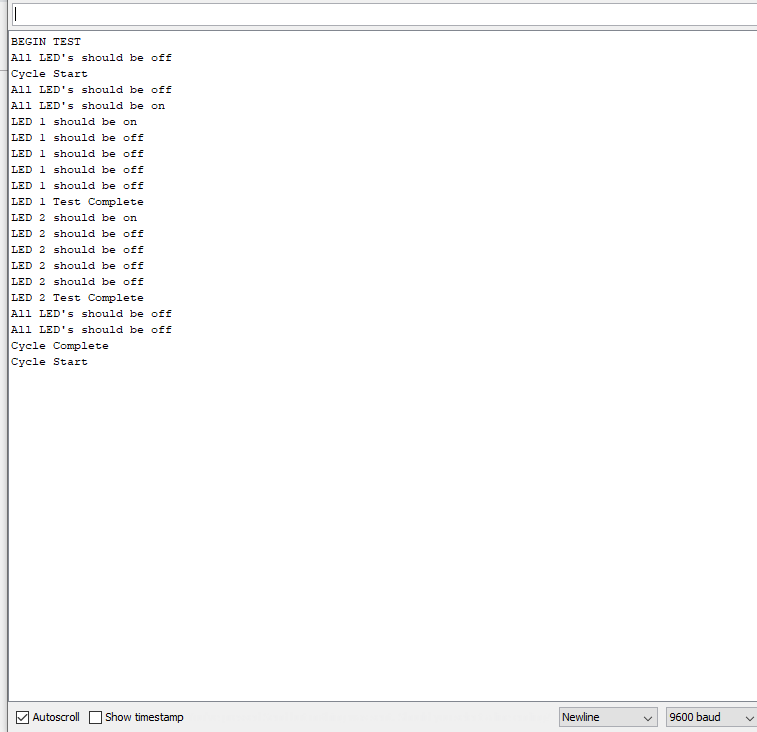 BEGIN TEST
All LED's should be off
Cycle Start
All LED's should be off
All LED's should be on
LED 1 should be on
LED 1 should be off
LED 1 should be off
LED 1 should be off
LED 1 should be off
LED 1 Test Complete
LED 2 should be on
LED 2 should be off
LED 2 should be off
LED 2 should be off
LED 2 should be off
LED 2 Test Complete
All LED's should be off
All LED's should be off
Cycle Complete
Cycle Start
Autoscroll Show timestamp Newline 9600 baud